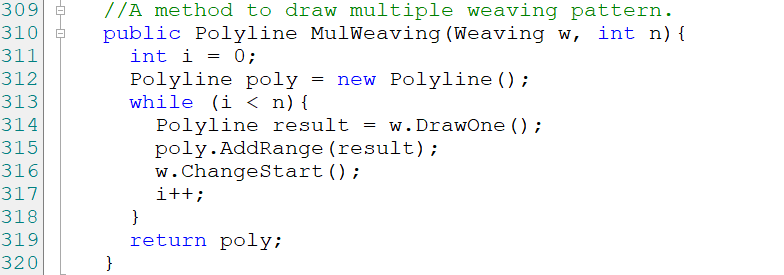 309 //A method to draw multiple weaving pattern.
310 public Polyline MulWeaving(Weaving w, int n){
311 int i = 0;
312 Polyline poly = new Polyline();
313 while (i < n){
314 Polyline result = w.DrawOne();
315 poly.AddRange(result);
316 w.ChangeStart();
317 i++;
318 }
319 return poly;
320 }